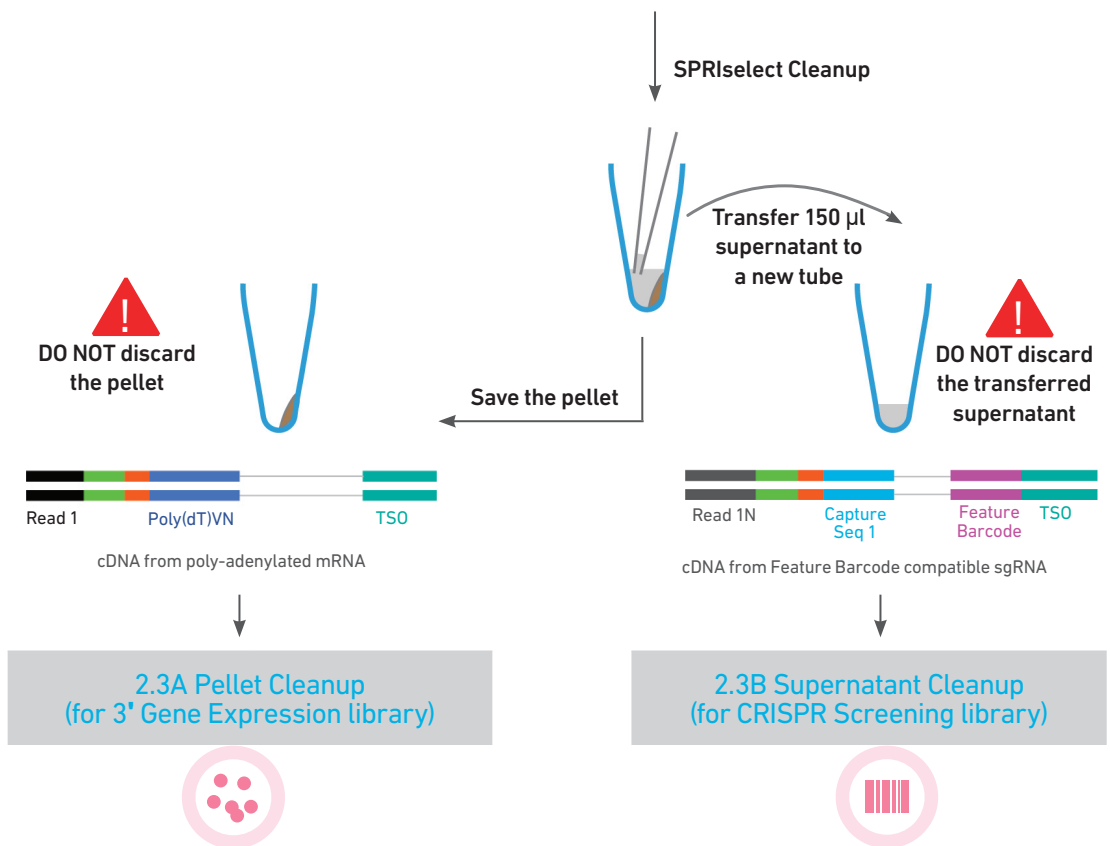 SPRIselect Cleanup
Transfer 150 µl
supernatant to
a new tube
!
DO NOT discard
the pellet
!
DO NOT discard
the transferred
supernatant
Save the pellet
Read 1
Poly(dT)VN
TSO
cDNA from poly-adenylated mRNA
Read 1N
Capture
Seq 1
Feature
Barcode
TSO
cDNA from Feature Barcode compatible sgRNA
2.3A Pellet Cleanup
(for 3' Gene Expression library)
2.3B Supernatant Cleanup
(for CRISPR Screening library)